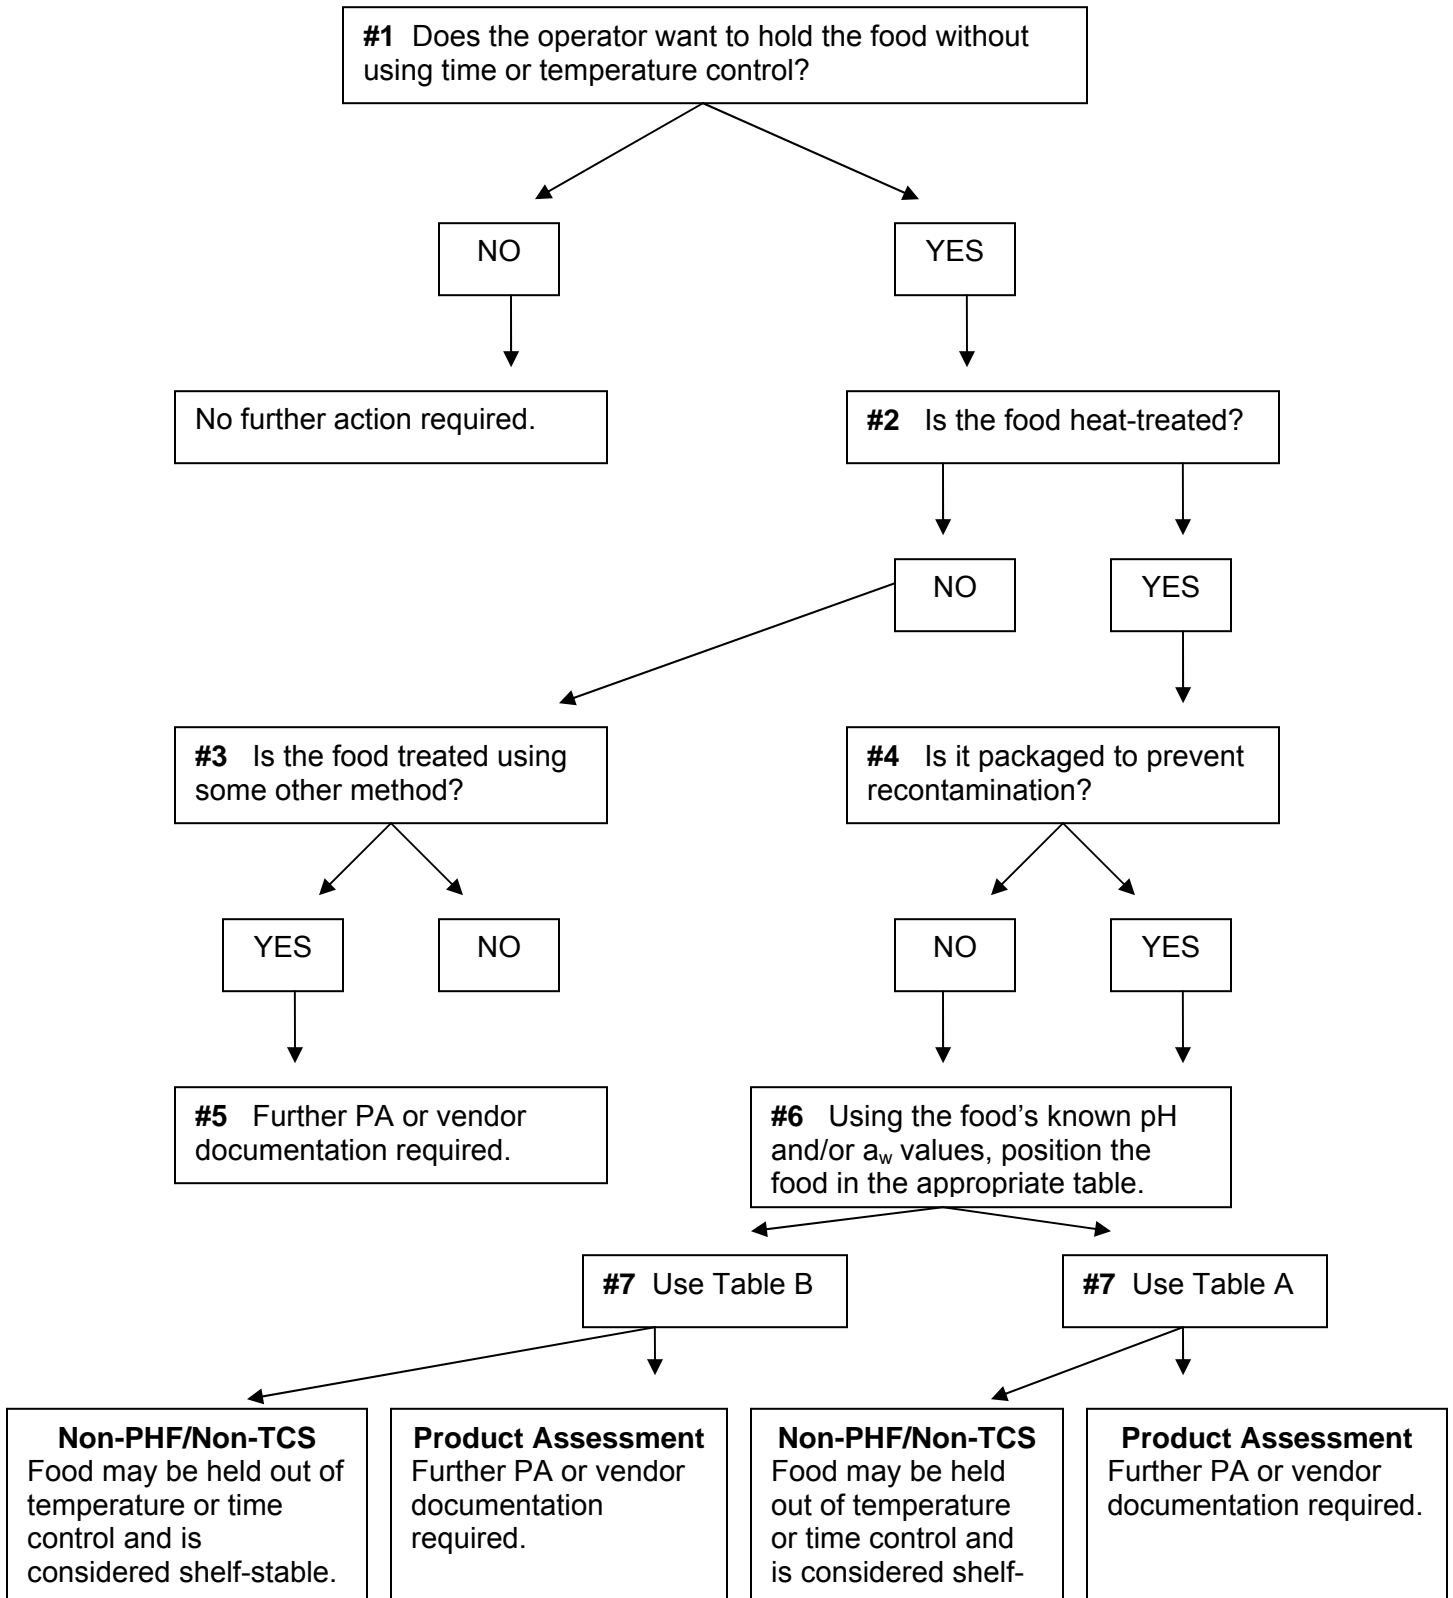 #1 Does the operator want to hold the food without
using time or temperature control?
NO
YES
No further action required.
#2 Is the food heat-treated?
NO
YES
#3 Is the food treated using
some other method?
#4 Is it packaged to prevent
recontamination?
YES
NO
NO
YES
#5 Further PA or vendor
documentation required.
#6 Using the food's known pH
and/or aw values, position the
food in the appropriate table.
#7 Use Table B
#7 Use Table A
Non-PHF/Non-TCS
Food may be held out of
temperature or time
control and is
considered shelf-stable.
Product Assessment
Further PA or vendor
documentation
required.
Non-PHF/Non-TCS
Food may be held
out of temperature
or time control and
is considered shelf-
Product Assessment
Further PA or vendor
documentation required.